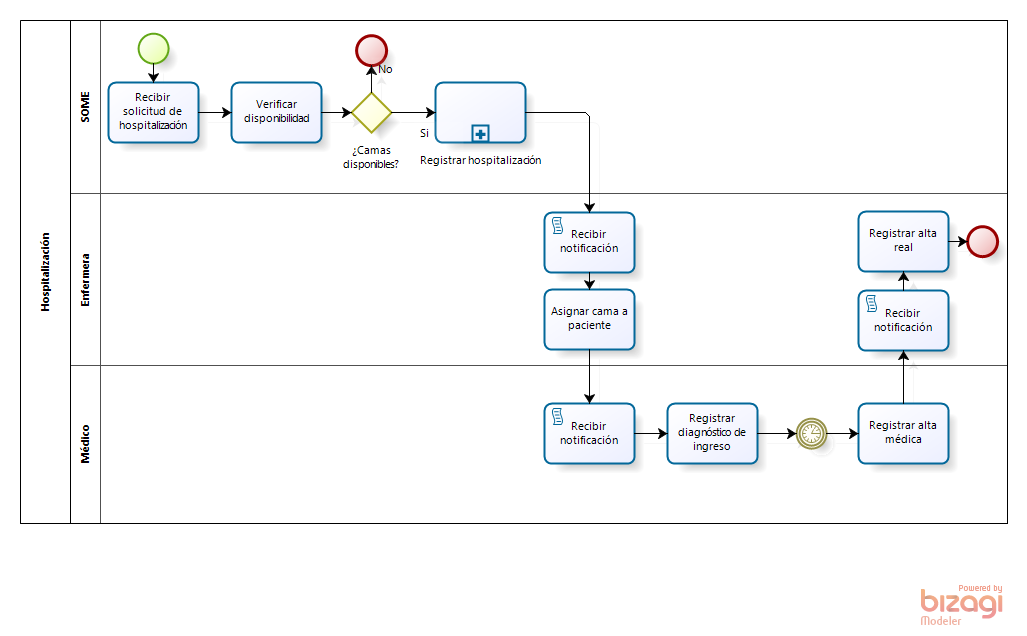 Hospitalización
SOME
Recibir
solicitud de
hospitalización
Verificar
disponibilidad
¿Camas
disponibles?
No
Si
Registrar hospitalización
Enfermera
Recibir
notificación
Asignar cama a
paciente
Registrar alta
real
Recibir
notificación
Médico
Recibir
notificación
Registrar
diagnóstico de
ingreso
Registrar alta
médica
Powered by
bizagi
Modeler